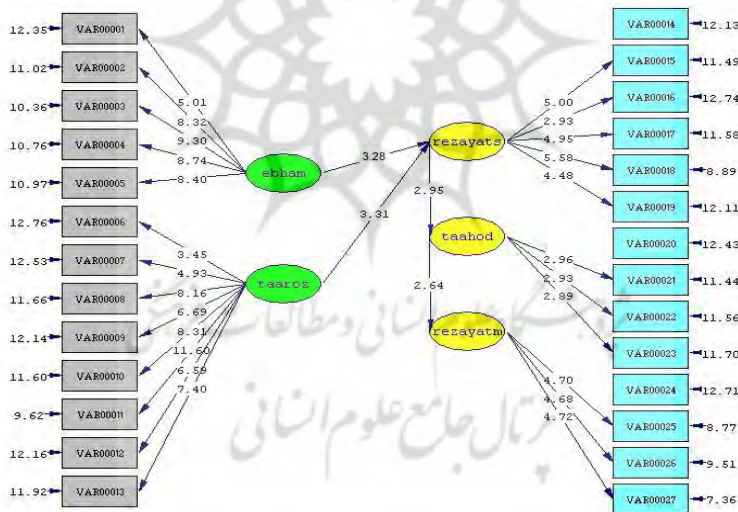 12.35 VAR00001
11.02 VAR00002
10.36 VAR00003
10.76 VAR00004
10.97 VAR00005
12.76 VAR00006
12.53 VAR00007
11.66 VAR00008
12.14 VAR00009
11.60 VAR00010
9.62 VAR00011
12.16 VAR00012
11.92 VAR00013
5.01
8.32
9.30
8.74
8.40
3.45
4.93
8.16
6.69
8.31
11.60
6.59
7.40
ebham
taaroz
3.28
3.31
rezayats
2.95
taahod
2.64
rezayatm
5.00
2.93
4.95
5.58
4.48
2.96
2.93
2.89
4.70
4.68
4.72
VAR00014 12.13
VAR00015 11.49
VAR00016 12.74
VAR00017 11.58
VAR00018 8.89
VAR00019 12.11
VAR00020 12.43
VAR00021 11.44
VAR00022 11.56
VAR00023 11.70
VAR00024 12.71
VAR00025 8.77
VAR00026 9.51
VAR00027 7.36
پرتال جامع علوم انسانی